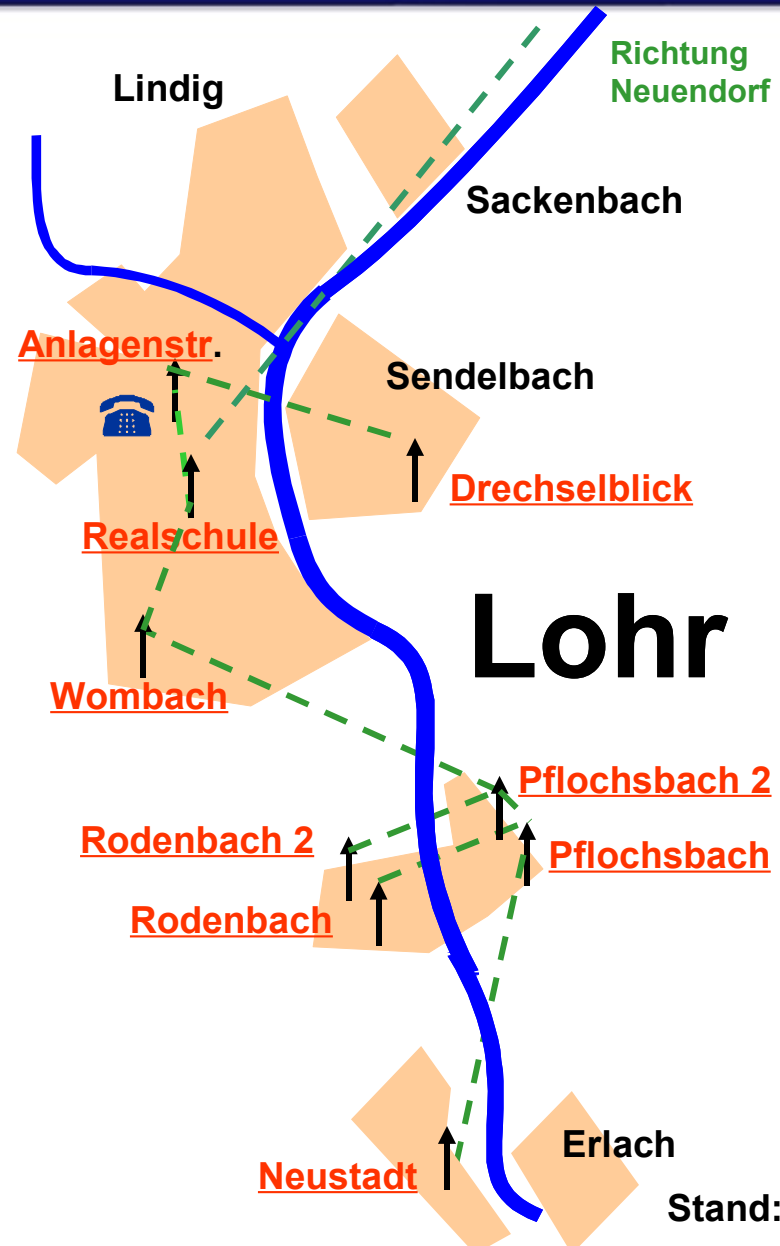 Richtung
Neuendorf
Lindig
Sackenbach
Anlagenstr.
Sendelbach
Drechselblick
Realschule
Lohr
Wombach
Pflochsbach 2
Rodenbach 2
Pflochsbach
Rodenbach
Erlach
Neustadt
Stand: